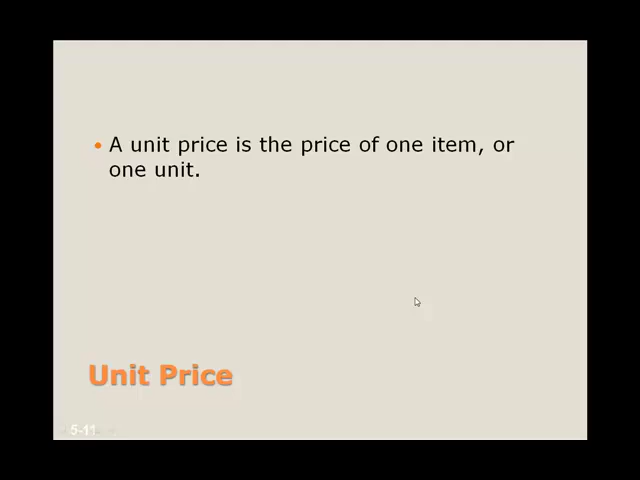 • A unit price is the price of one item, or
one unit.
Unit Price
5-11